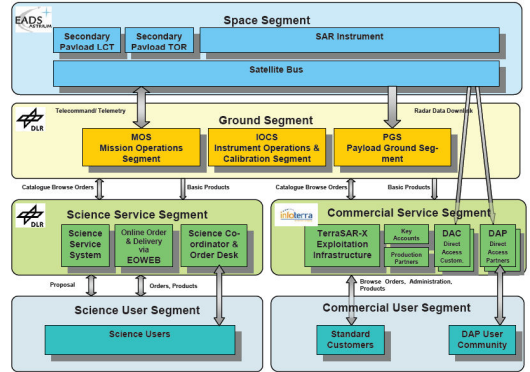 EADS
ASTRIUM
Space Segment
Secondary
Payload LCT
Secondary
Payload TOR
SAR Instrument
Satellite Bus
Telecommand/ Telemetry
Radar Data Downlink
DLR
Ground Segment
MOS
Mission Operations
Segment
IOCS
Instrument Operations &
Calibration Segment
PGS
Payload Ground Seg-
ment
Catalogue Browse Orders
Basic Products
Catalogue Browse Orders
Basic Products
DLR
Science Service Segment
Science
Service
System
Online Order
& Delivery
via
EOWEB
Science Co-
ordinator &
Order Desk
infoterra
Commercial Service Segment
TerraSAR-X
Exploitation
Infrastructure
Key
Accounts
Production
Partners
DAC
Direct
Access
Custom.
DAP
Direct
Access
Partners
Proposal
Orders, Products
Browse Orders, Administration,
Products
Science User Segment
Science Users
Commercial User Segment
Standard
Customers
DAP User
Community